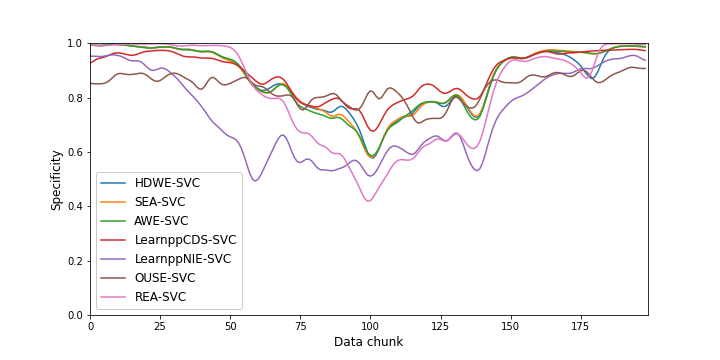 1.0
0.8
0.6
0.4
0.2
0.0
Specificity
HDWE-SVC
SEA-SVC
AWE-SVC
LearnppCDS-SVC
LearnppNIE-SVC
OUSE-SVC
REA-SVC
0 25 50 75 100 125 150 175
Data chunk